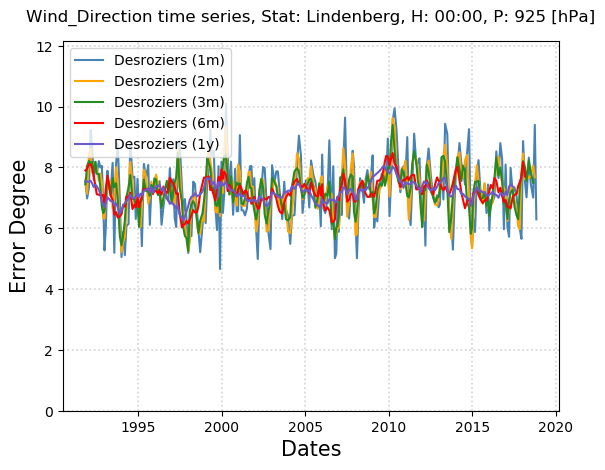 Wind_Direction time series, Stat: Lindenberg, H: 00:00, P: 925 [hPa]
12
10
8
6
4
2
0
Error Degree
Desroziers (1m)
Desroziers (2m)
Desroziers (3m)
Desroziers (6m)
Desroziers (1y)
1995
2000
2005
2010
2015
2020
Dates